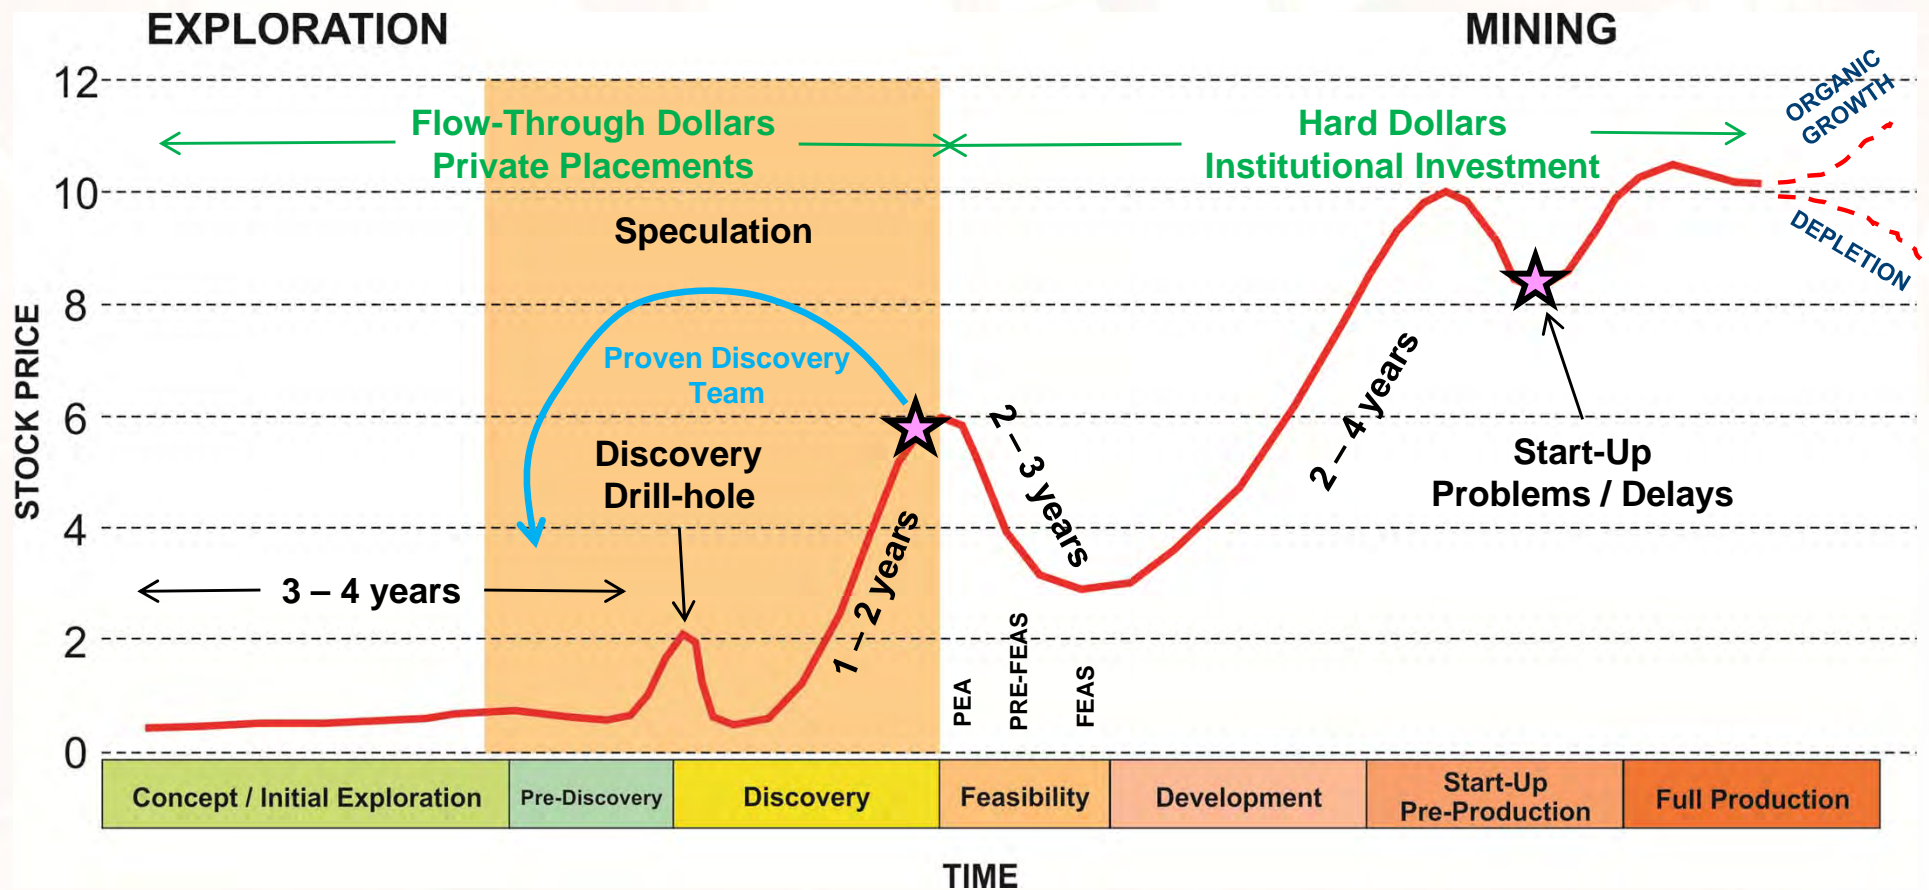 EXPLORATION
MINING
12
10
8
6
4
2
0
STOCK PRICE
Flow-Through Dollars
Private Placements
Hard Dollars
Institutional Investment
ORGANIC
GROWTH
DEPLETION
Speculation
Proven Discovery
Team
Discovery
Drill-hole
3 – 4 years
1 – 2 years
2 – 3 years
2 – 4 years
Start-Up
Problems / Delays
PEA
PRE-FEAS
FEAS
Concept / Initial Exploration
Pre-Discovery
Discovery
Feasibility
Development
Start-Up
Pre-Production
Full Production
TIME